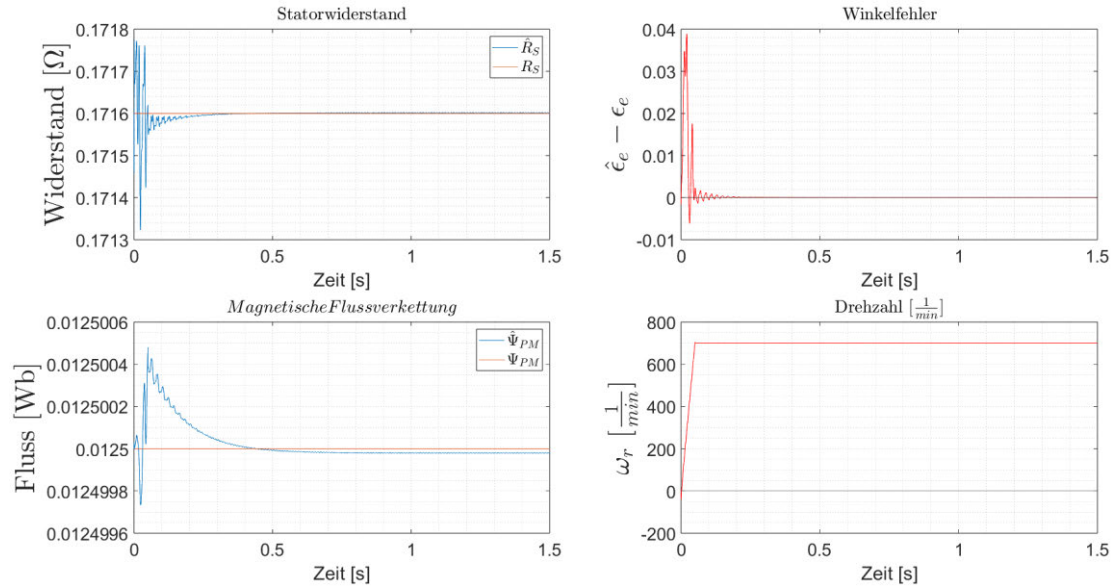 Statorwiderstand
Widerstand [Ω]
0.1718
0.1717
0.1716
0.1715
0.1714
0.1713
R̂_S
R_S
0 0.5 1 1.5
Zeit [s]
Winkelfehler
ϵ̂_e − ϵ_e
0.04
0.03
0.02
0.01
0
-0.01
0 0.5 1 1.5
Zeit [s]
MagnetischeFlussverkettung
Fluss [Wb]
0.0125006
0.0125004
0.0125002
0.0125
0.0124998
0.0124996
Ψ̂_PM
Ψ_PM
0 0.5 1 1.5
Zeit [s]
Drehzahl [1/min]
ω_r [1/min]
800
600
400
200
0
-200
0 0.5 1 1.5
Zeit [s]